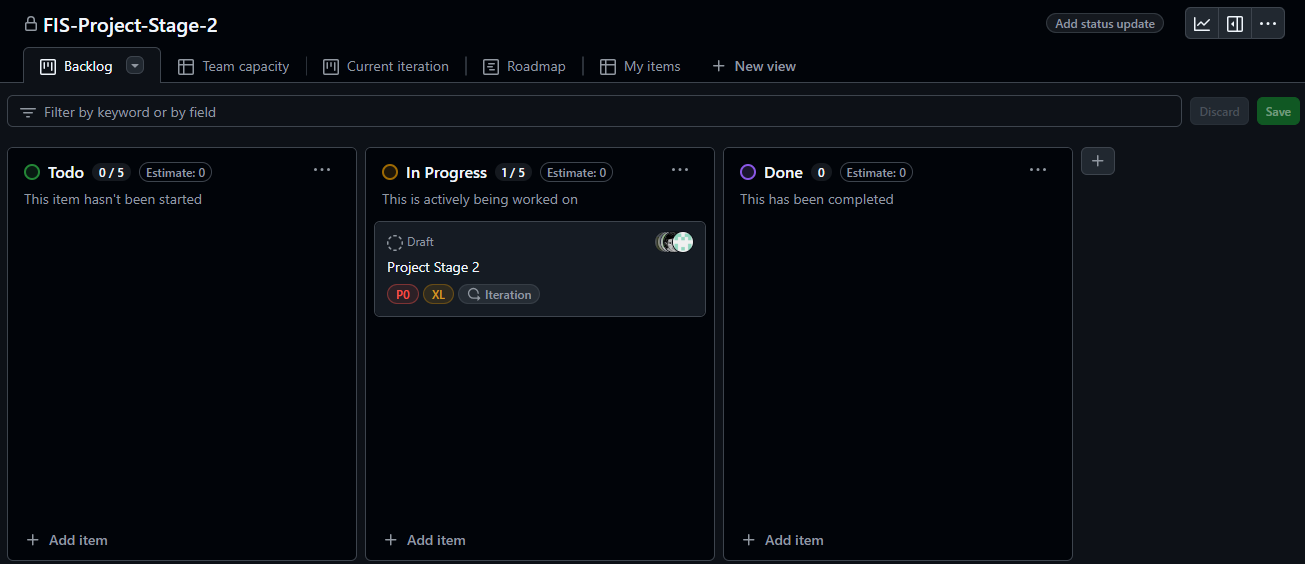 FIS-Project-Stage-2
Add status update
Backlog
Team capacity
Current iteration
Roadmap
My items
New view
Filter by keyword or by field
Discard
Save
Todo 0 / 5 Estimate: 0
This item hasn't been started
Add item
In Progress 1 / 5 Estimate: 0
This is actively being worked on
Draft
Project Stage 2
P0 XL Iteration
Add item
Done 0 Estimate: 0
This has been completed
Add item